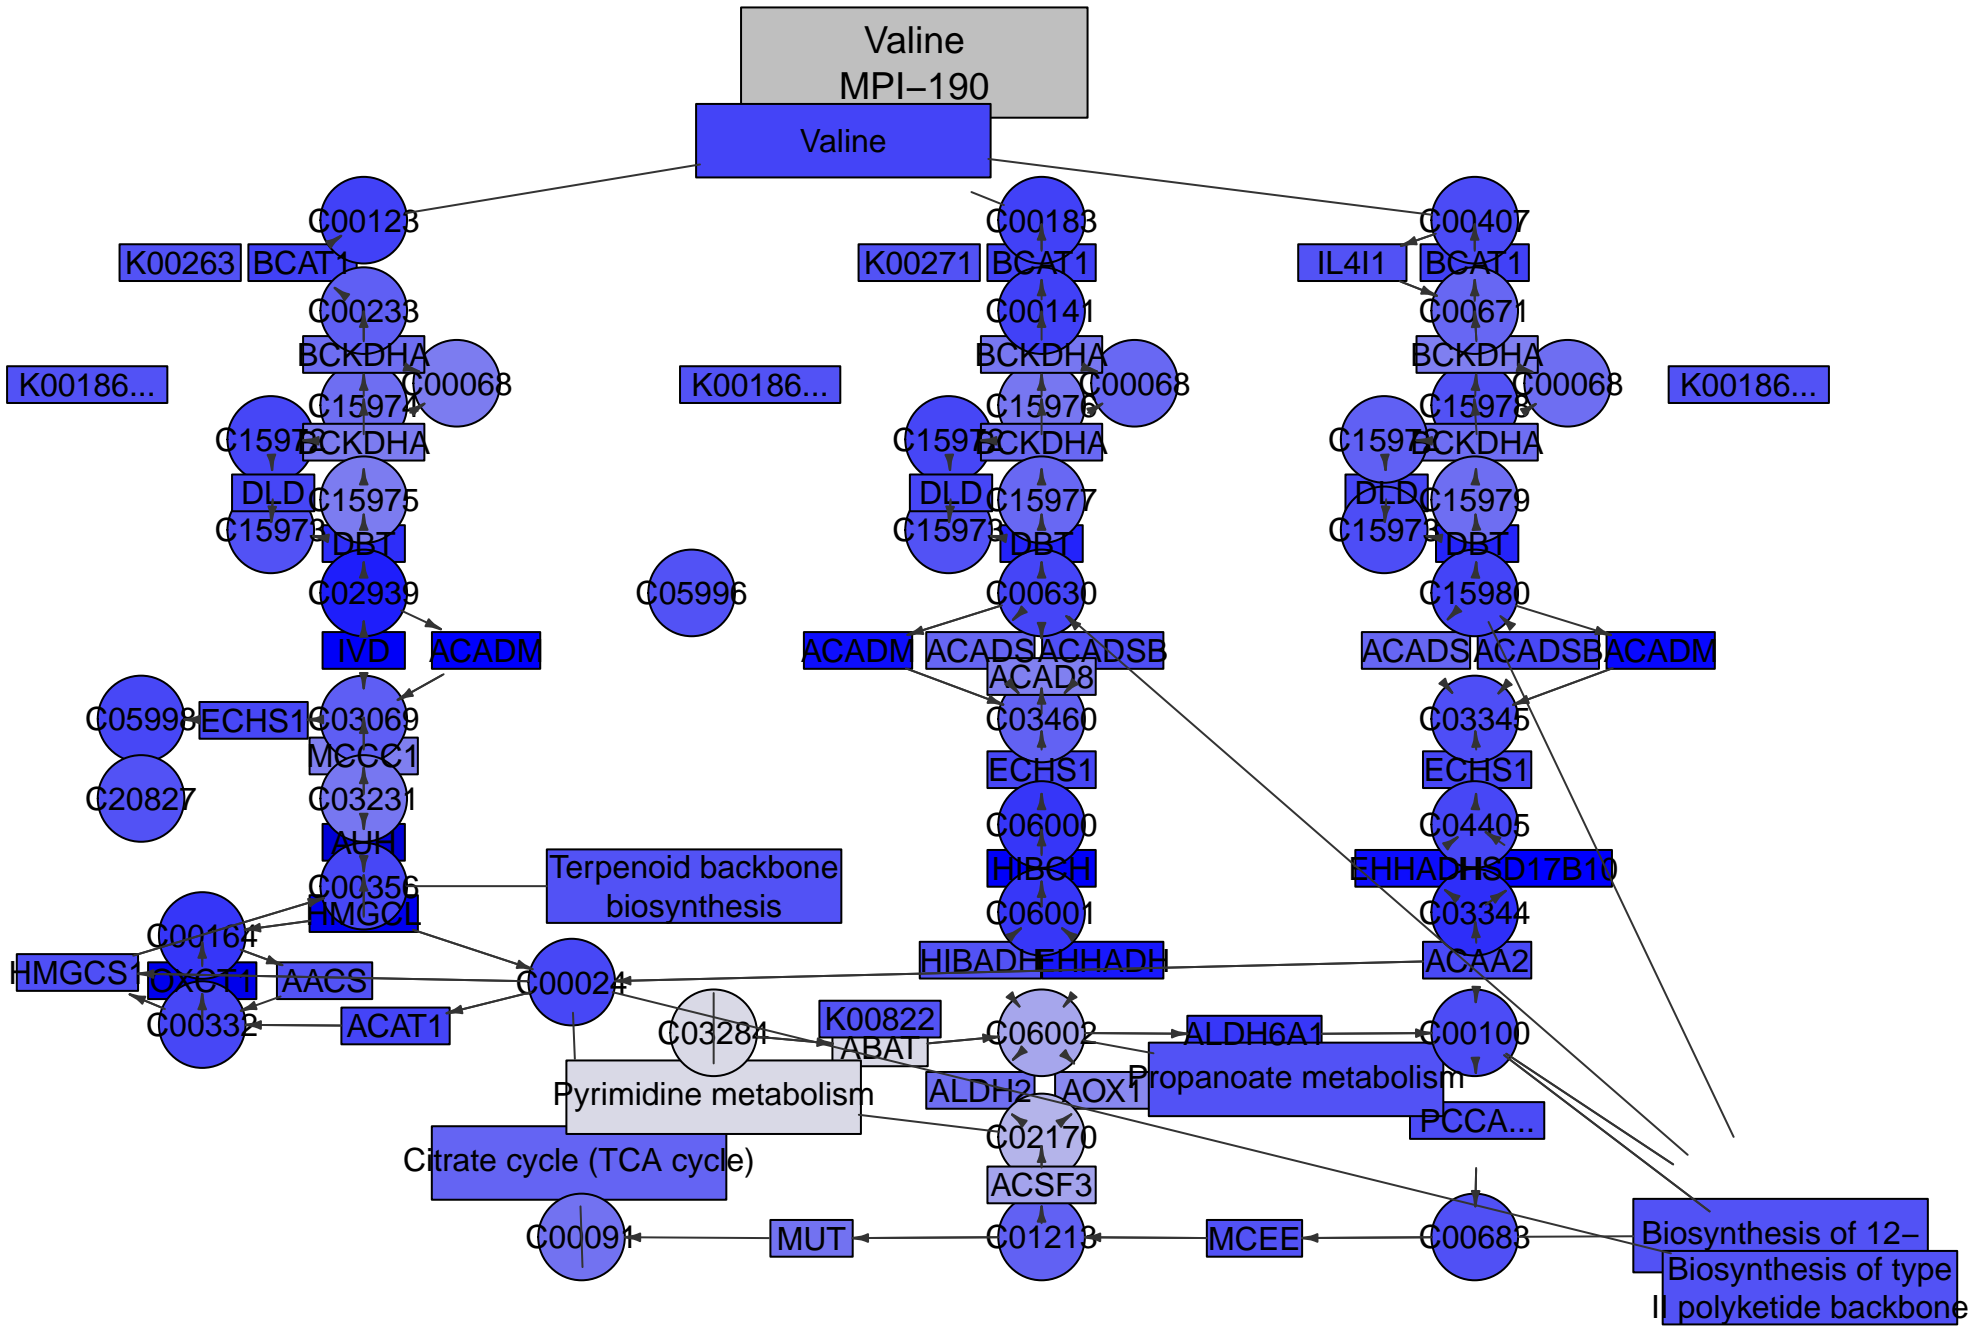 Valine
MPI−190
Valine
C00123
C00183
C00407
K00263
BCAT1
K00271
BCAT1
IL4I1
BCAT1
C00233
C00141
C00671
BCKDHA
BCKDHA
BCKDHA
K00186...
C15974
C00068
K00186...
C15976
C00068
C15978
C00068
K00186...
C15972
BCKDHA
C15972
BCKDHA
C15972
BCKDHA
DLD
C15975
DLD
C15977
DLD
C15979
C15973
DBT
C15973
DBT
C15973
DBT
C02939
C05996
C00630
C15980
IVD
ACADM
ACADM
ACADS
ACADSB
ACADS
ACADSB
ACADM
ACAD8
C05998
ECHS1
C03069
C03460
C03345
MCCC1
ECHS1
ECHS1
C20827
C03231
C06000
C04405
AUH
HIBCH
EHHADH
HSD17B10
C00356
Terpenoid backbone
biosynthesis
HMGCL
C06001
C03344
C00164
HMGCS1
OXCT1
AACS
C00024
HIBADH
EHHADH
ACAA2
C00332
ACAT1
C03284
K00822
ABAT
C06002
ALDH6A1
C00100
Pyrimidine metabolism
ALDH2
AOX1
Propanoate metabolism
PCCA...
C02170
Citrate cycle (TCA cycle)
ACSF3
C00091
MUT
C01213
MCEE
C00683
Biosynthesis of 12−
Biosynthesis of type
II polyketide backbone